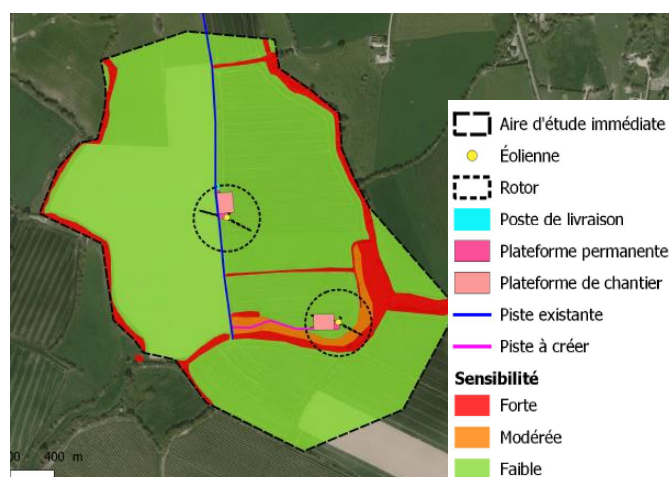 Aire d'étude immédiate
Éolienne
Rotor
Poste de livraison
Plateforme permanente
Plateforme de chantier
Piste existante
Piste à créer
Sensibilité
Forte
Modérée
Faible
400 m